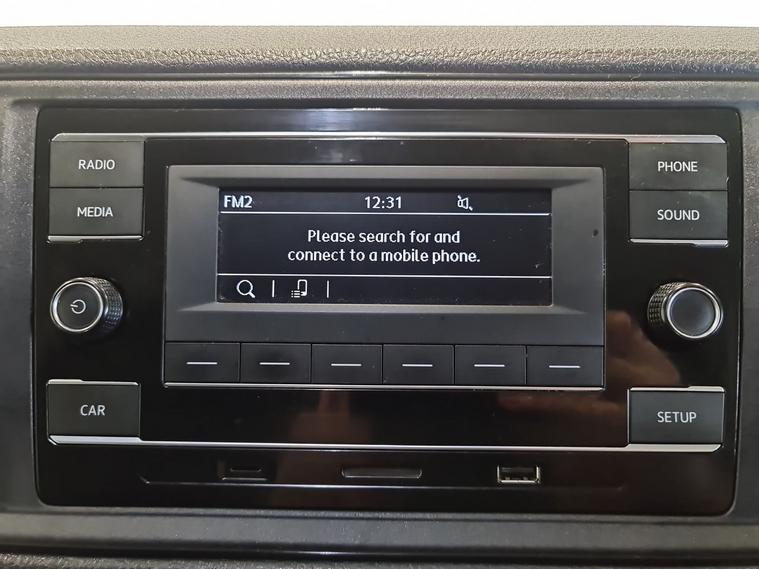 RADIO
MEDIA
PHONE
SOUND
FM2 12:31
Please search for and
connect to a mobile phone.
CAR
SETUP